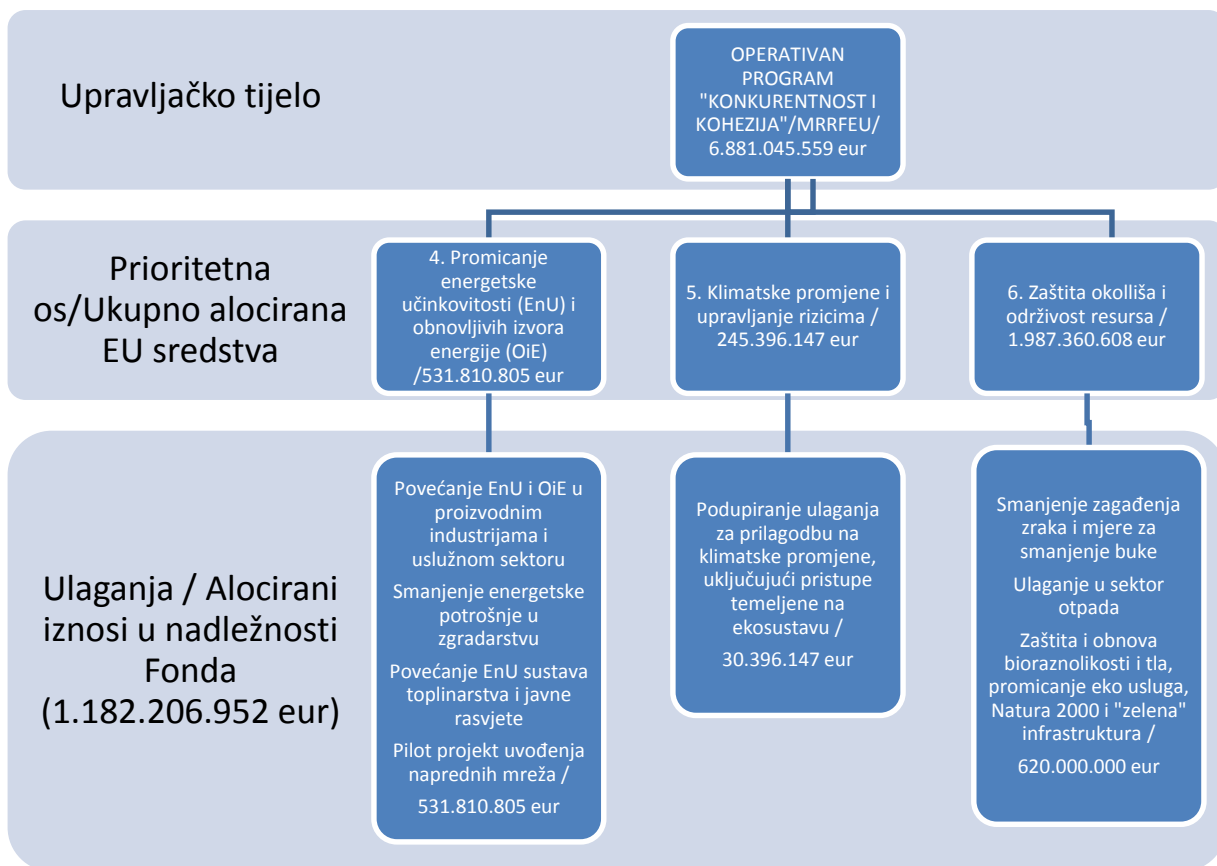 Upravljačko tijelo
OPERATIVAN
PROGRAM
"KONKURENTNOST I
KOHEZIJA"/MRRFEU/
6.881.045.559 eur
Prioritetna
os/Ukupno alocirana
EU sredstva
4. Promicanje
energetske
učinkovitosti (EnU) i
obnovljivih izvora
energije (OiE)
/531.810.805 eur
5. Klimatske promjene i
upravljanje rizicima /
245.396.147 eur
6. Zaštita okolliša i
održivost resursa /
1.987.360.608 eur
Ulaganja / Alocirani
iznosi u nadležnosti
Fonda
(1.182.206.952 eur)
Povećanje EnU i OiE u
proizvodnim
industrijama i
uslužnom sektoru
Smanjenje energetske
potrošnje u
zgradarstvu
Povećanje EnU sustava
toplinarstva i javne
rasvjete
Pilot projekt uvođenja
naprednih mreža /
531.810.805 eur
Podupiranje ulaganja
za prilagodbu na
klimatske promjene,
uključujući pristupe
temeljene na
ekosustavu /
30.396.147 eur
Smanjenje zagađenja
zraka i mjere za
smanjenje buke
Ulaganje u sektor
otpada
Zaštita i obnova
bioraznolikosti i tla,
promicanje eko usluga,
Natura 2000 i "zelena"
infrastruktura /
620.000.000 eur